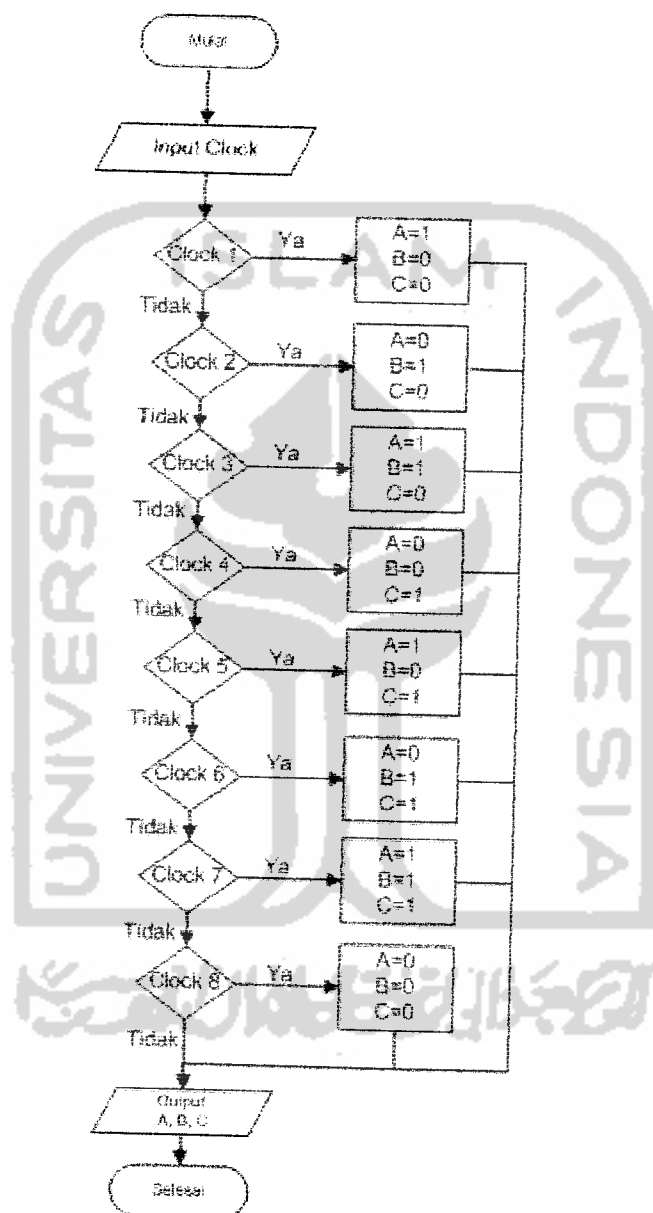 Mulai
Input Clock
Clock 1
Ya
A=1
B=0
C=0
Tidak
Clock 2
Ya
A=0
B=1
C=0
Tidak
Clock 3
Ya
A=1
B=1
C=0
Tidak
Clock 4
Ya
A=0
B=0
C=1
Tidak
Clock 5
Ya
A=1
B=0
C=1
Tidak
Clock 6
Ya
A=0
B=1
C=1
Tidak
Clock 7
Ya
A=1
B=1
C=1
Tidak
Clock 8
Ya
A=0
B=0
C=0
Tidak
Output
A, B, C
Selesai
UNIVERSITAS
ISLAM
INDONESIA